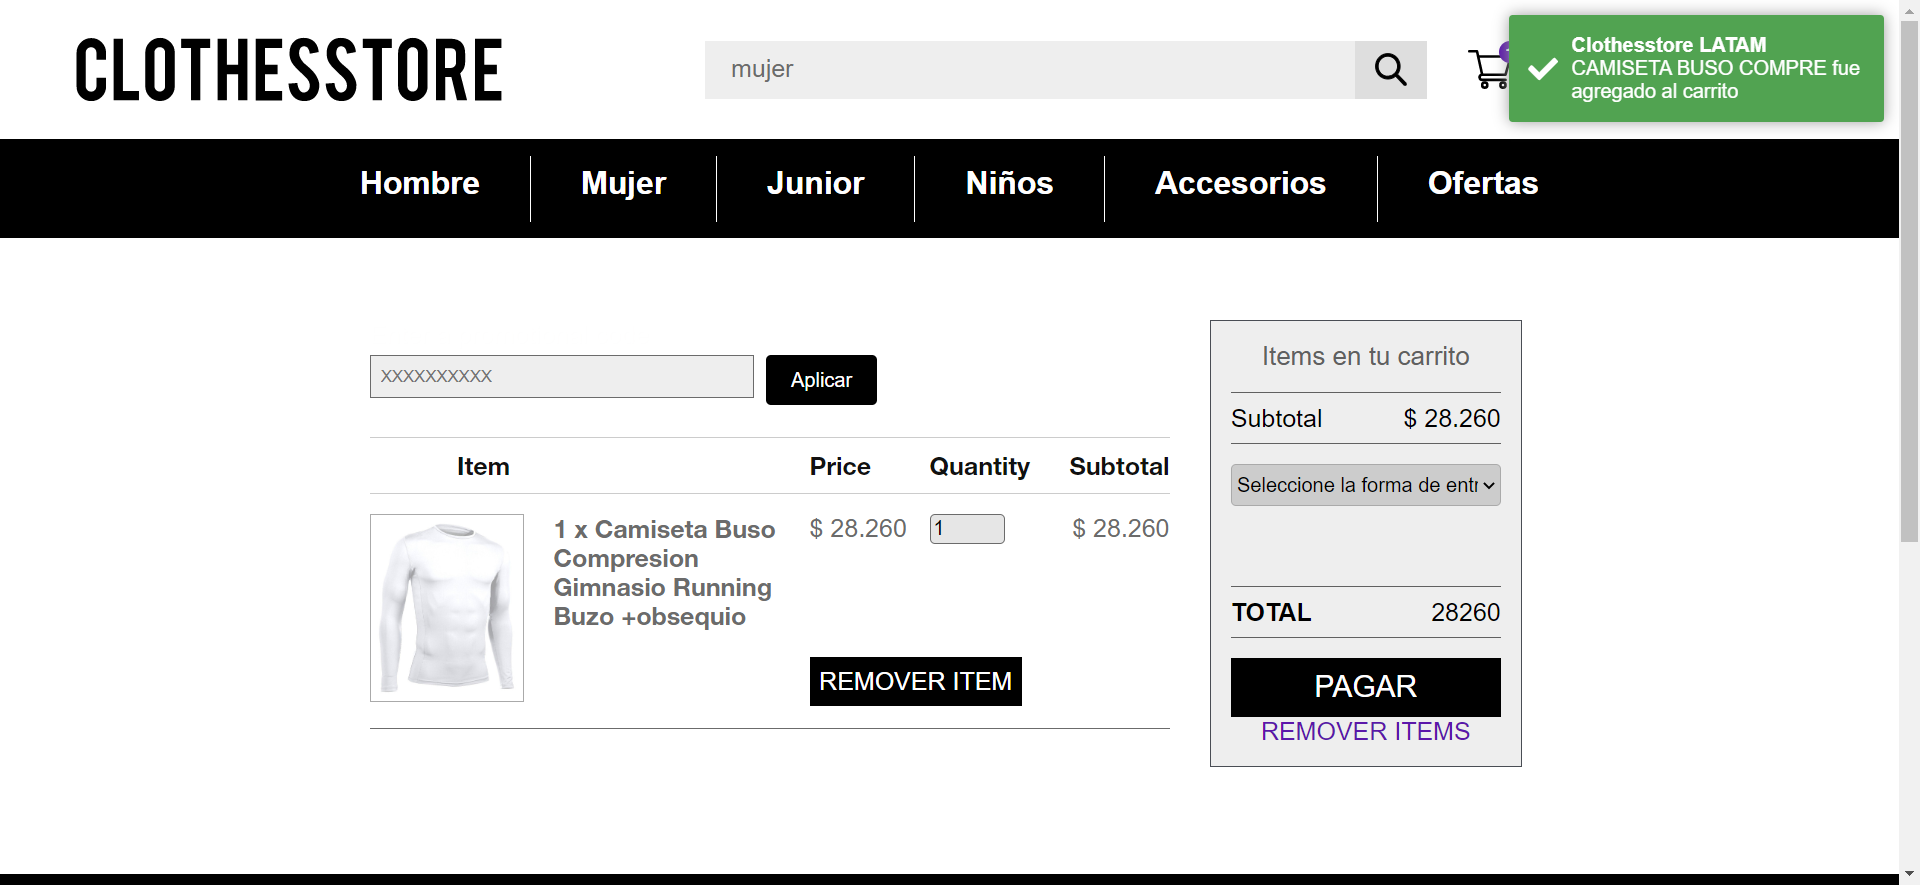 CLOTHESSTORE
mujer
Clothesstore LATAM
CAMISETA BUSO COMPRE fue
agregado al carrito
Hombre
Mujer
Junior
Niños
Accesorios
Ofertas
XXXXXXXXXX
Aplicar
Item
Price
Quantity
Subtotal
1 x Camiseta Buso
Compresion
Gimnasio Running
Buzo +obsequio
$ 28.260
1
$ 28.260
REMOVER ITEM
Items en tu carrito
Subtotal $ 28.260
Seleccione la forma de entr
TOTAL 28260
PAGAR
REMOVER ITEMS